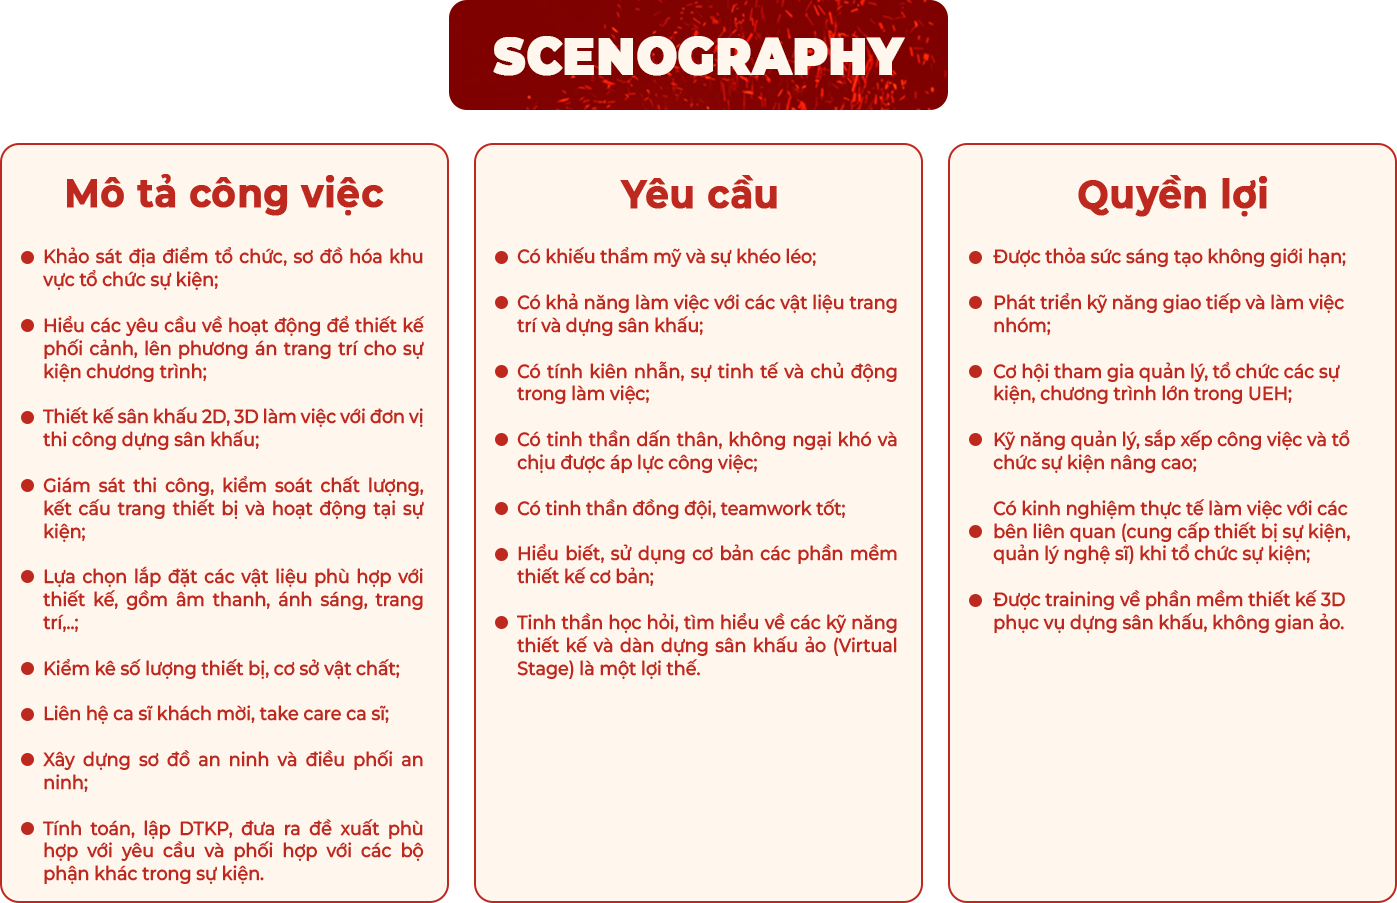 SCENOGRAPHY
Mô tả công việc
Khảo sát địa điểm tổ chức, sơ đồ hóa khu
vực tổ chức sự kiện;
Hiểu các yêu cầu về hoạt động để thiết kế
phối cảnh, lên phương án trang trí cho sự
kiện chương trình;
Thiết kế sân khấu 2D, 3D làm việc với đơn vị
thi công dựng sân khấu;
Giám sát thi công, kiểm soát chất lượng,
kết cấu trang thiết bị và hoạt động tại sự
kiện;
Lựa chọn lắp đặt các vật liệu phù hợp với
thiết kế, gồm âm thanh, ánh sáng, trang
trí,..;
Kiểm kê số lượng thiết bị, cơ sở vật chất;
Liên hệ ca sĩ khách mời, take care ca sĩ;
Xây dựng sơ đồ an ninh và điều phối an
ninh;
Tính toán, lập DTKP, đưa ra đề xuất phù
hợp với yêu cầu và phối hợp với các bộ
phận khác trong sự kiện.
Yêu cầu
Có khiếu thẩm mỹ và sự khéo léo;
Có khả năng làm việc với các vật liệu trang
trí và dựng sân khấu;
Có tính kiên nhẫn, sự tinh tế và chủ động
trong làm việc;
Có tinh thần dấn thân, không ngại khó và
chịu được áp lực công việc;
Có tinh thần đồng đội, teamwork tốt;
Hiểu biết, sử dụng cơ bản các phần mềm
thiết kế cơ bản;
Tinh thần học hỏi, tìm hiểu về các kỹ năng
thiết kế và dàn dựng sân khấu ảo (Virtual
Stage) là một lợi thế.
Quyền lợi
Được thỏa sức sáng tạo không giới hạn;
Phát triển kỹ năng giao tiếp và làm việc
nhóm;
Cơ hội tham gia quản lý, tổ chức các sự
kiện, chương trình lớn trong UEH;
Kỹ năng quản lý, sắp xếp công việc và tổ
chức sự kiện nâng cao;
Có kinh nghiệm thực tế làm việc với các
bên liên quan (cung cấp thiết bị sự kiện,
quản lý nghệ sĩ) khi tổ chức sự kiện;
Được training về phần mềm thiết kế 3D
phục vụ dựng sân khấu, không gian ảo.